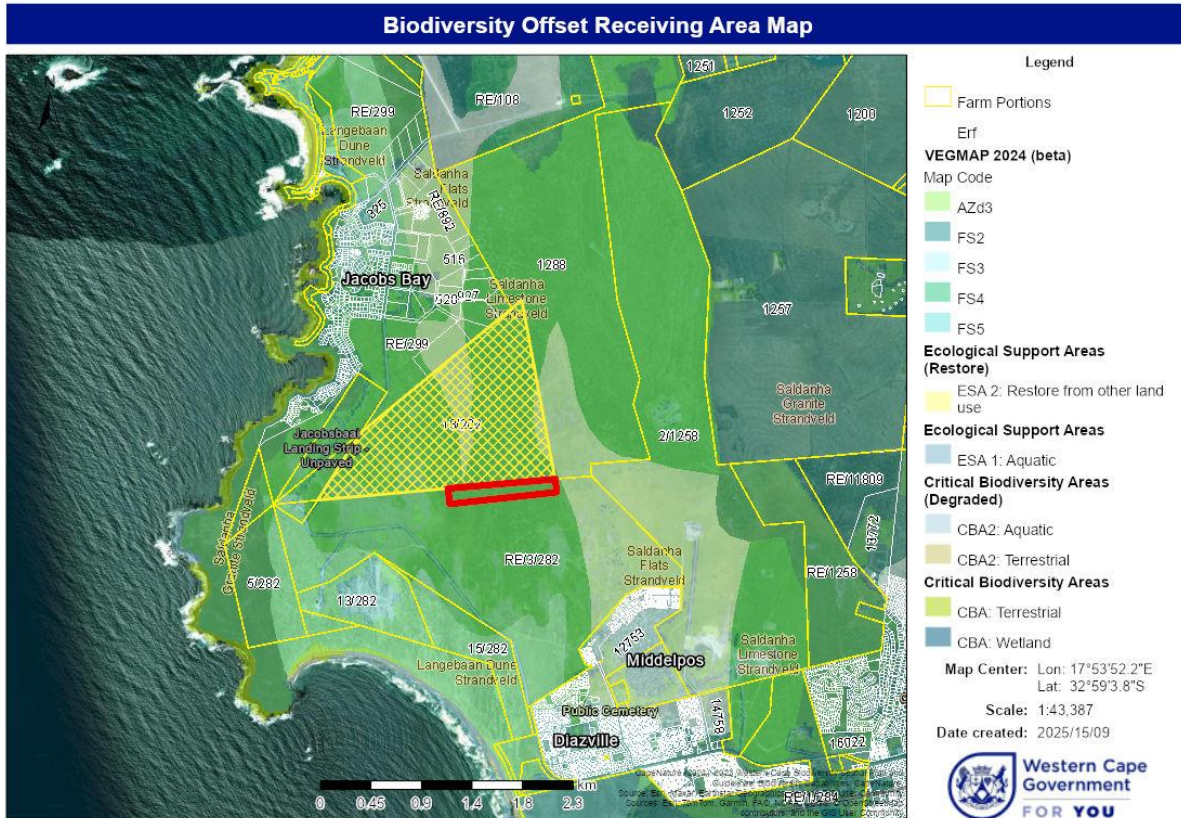 Biodiversity Offset Receiving Area Map
1251
RE/299
RE/108
1252
1200
Langebaan
Dune
Strandveld
Saldanha
Flats
Strandveld
325
RE/892
516
1288
Jacobs Bay
Saldanha
Limestone
Strandveld
1257
RE/299
Saldanha
Granite
Strandveld
Jacobsbaai
Landing Strip -
Unpaved
2/1258
RE/11809
Saldanha
Granite Strandveld
RE/3/282
Saldanha
Flats
Strandveld
5/282
13/282
RE/1258
15/282
12753
Langebaan Dune
Strandveld
Middelpos
Saldanha
Limestone
Strandveld
Public Cemetery
14758
Diazville
16022
km
0 0.45 0.9 1.4 1.8 2.3
Legend
Farm Portions
Erf
VEGMAP 2024 (beta)
Map Code
AZd3
FS2
FS3
FS4
FS5
Ecological Support Areas
(Restore)
ESA 2: Restore from other land
use
Ecological Support Areas
ESA 1: Aquatic
Critical Biodiversity Areas
(Degraded)
CBA2: Aquatic
CBA2: Terrestrial
Critical Biodiversity Areas
CBA: Terrestrial
CBA: Wetland
Map Center: Lon: 17°53'52.2"E
Lat: 32°59'3.8"S
Scale: 1:43,387
Date created: 2025/15/09
Western Cape
Government
FOR YOU